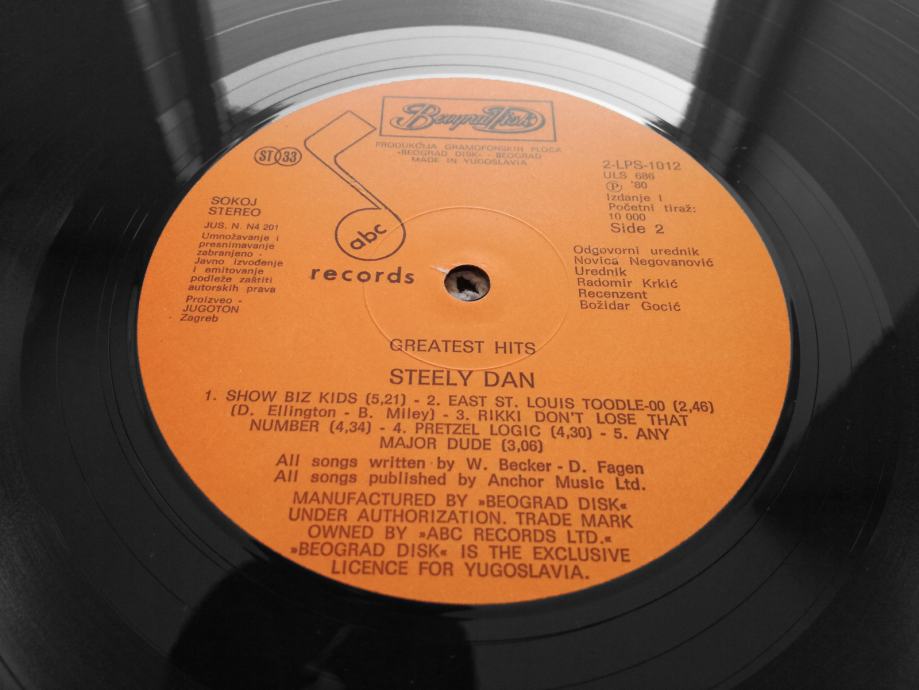 Beograd Disk
PRODUKCIJA GRAMOFONSKIH PLOČA
»BEOGRAD DISK« - BEOGRAD
MADE IN YUGOSLAVIA
ST 33
abc
records
SOKOJ
STEREO
JUS. N. N4 201
Umnožavanje i
presnimavanje
zabranjeno -
Javno izvođenje
i emitovanje
podleže zaštiti
autorskih prava
Proizveo -
JUGOTON
Zagreb
2-LPS-1012
ULS 686
Ⓟ '80
Izdanje I
Početni tiraž:
10 000
Side 2
Odgovorni urednik
Novica Negovanović
Urednik
Radomir Krkić
Recenzent
Božidar Gocić
GREATEST HITS
STEELY DAN
1. SHOW BIZ KIDS (5,21) - 2. EAST ST. LOUIS TOODLE-OO (2,46)
(D. Ellington - B. Miley) - 3. RIKKI DON'T LOSE THAT
NUMBER (4,34) - 4. PRETZEL LOGIC (4,30) - 5. ANY
MAJOR DUDE (3,06)
All songs written by W. Becker - D. Fagen
All songs published by Anchor Music Ltd.
MANUFACTURED BY »BEOGRAD DISK«
UNDER AUTHORIZATION. TRADE MARK
OWNED BY »ABC RECORDS LTD.«
»BEOGRAD DISK« IS THE EXCLUSIVE
LICENCE FOR YUGOSLAVIA.